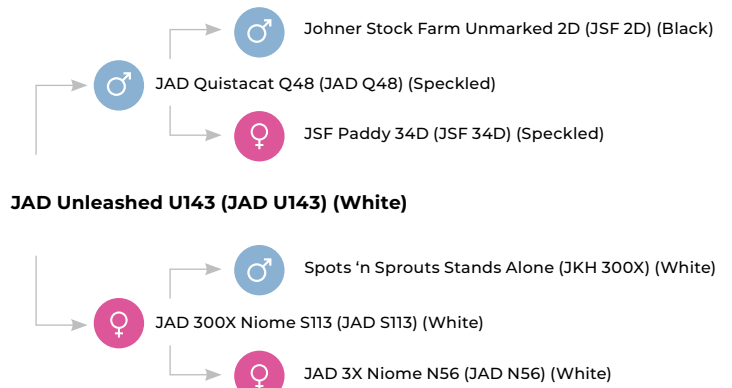 Johner Stock Farm Unmarked 2D (JSF 2D) (Black)
JAD Quistacat Q48 (JAD Q48) (Speckled)
JSF Paddy 34D (JSF 34D) (Speckled)
JAD Unleashed U143 (JAD U143) (White)
Spots ‘n Sprouts Stands Alone (JKH 300X) (White)
JAD 300X Niome S113 (JAD S113) (White)
JAD 3X Niome N56 (JAD N56) (White)